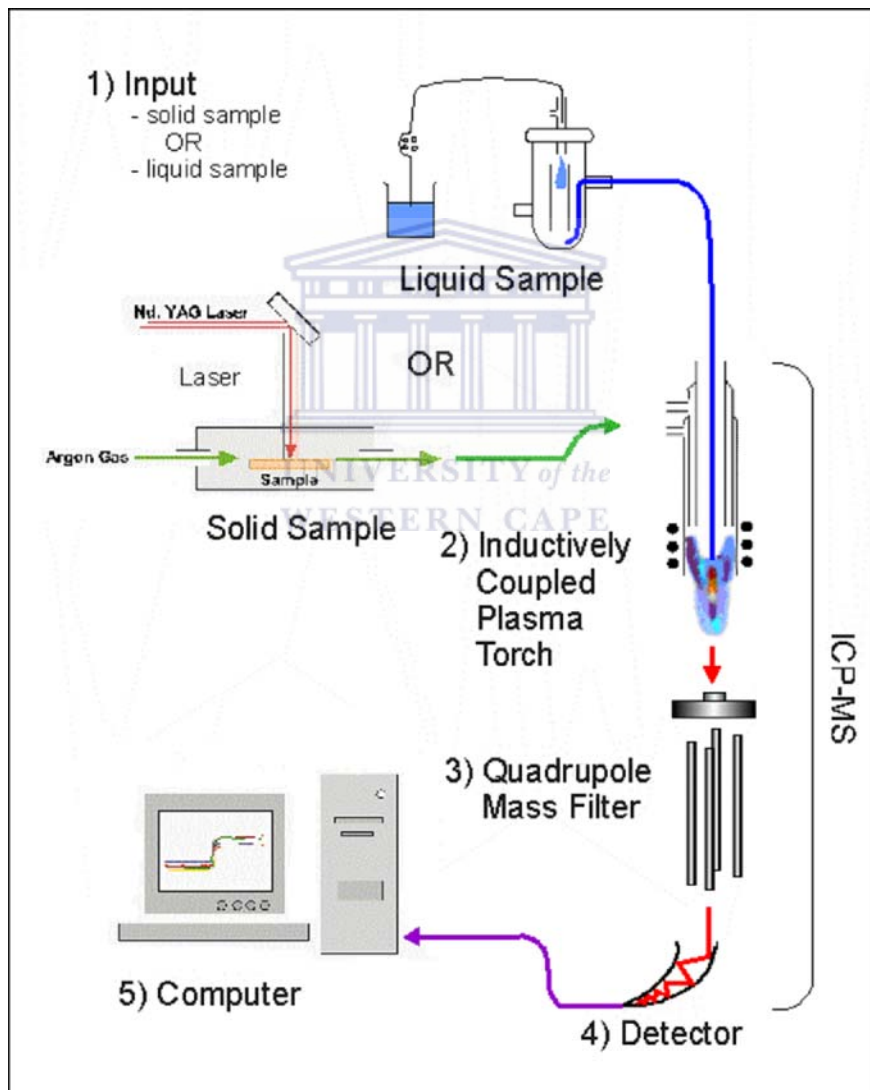 1) Input
- solid sample
OR
- liquid sample
Liquid Sample
Nd. YAG Laser
Laser
OR
Argon Gas
Sample
UNIVERSITY of the
WESTERN CAPE
Solid Sample
2) Inductively
Coupled
Plasma
Torch
ICP-MS
3) Quadrupole
Mass Filter
5) Computer
4) Detector